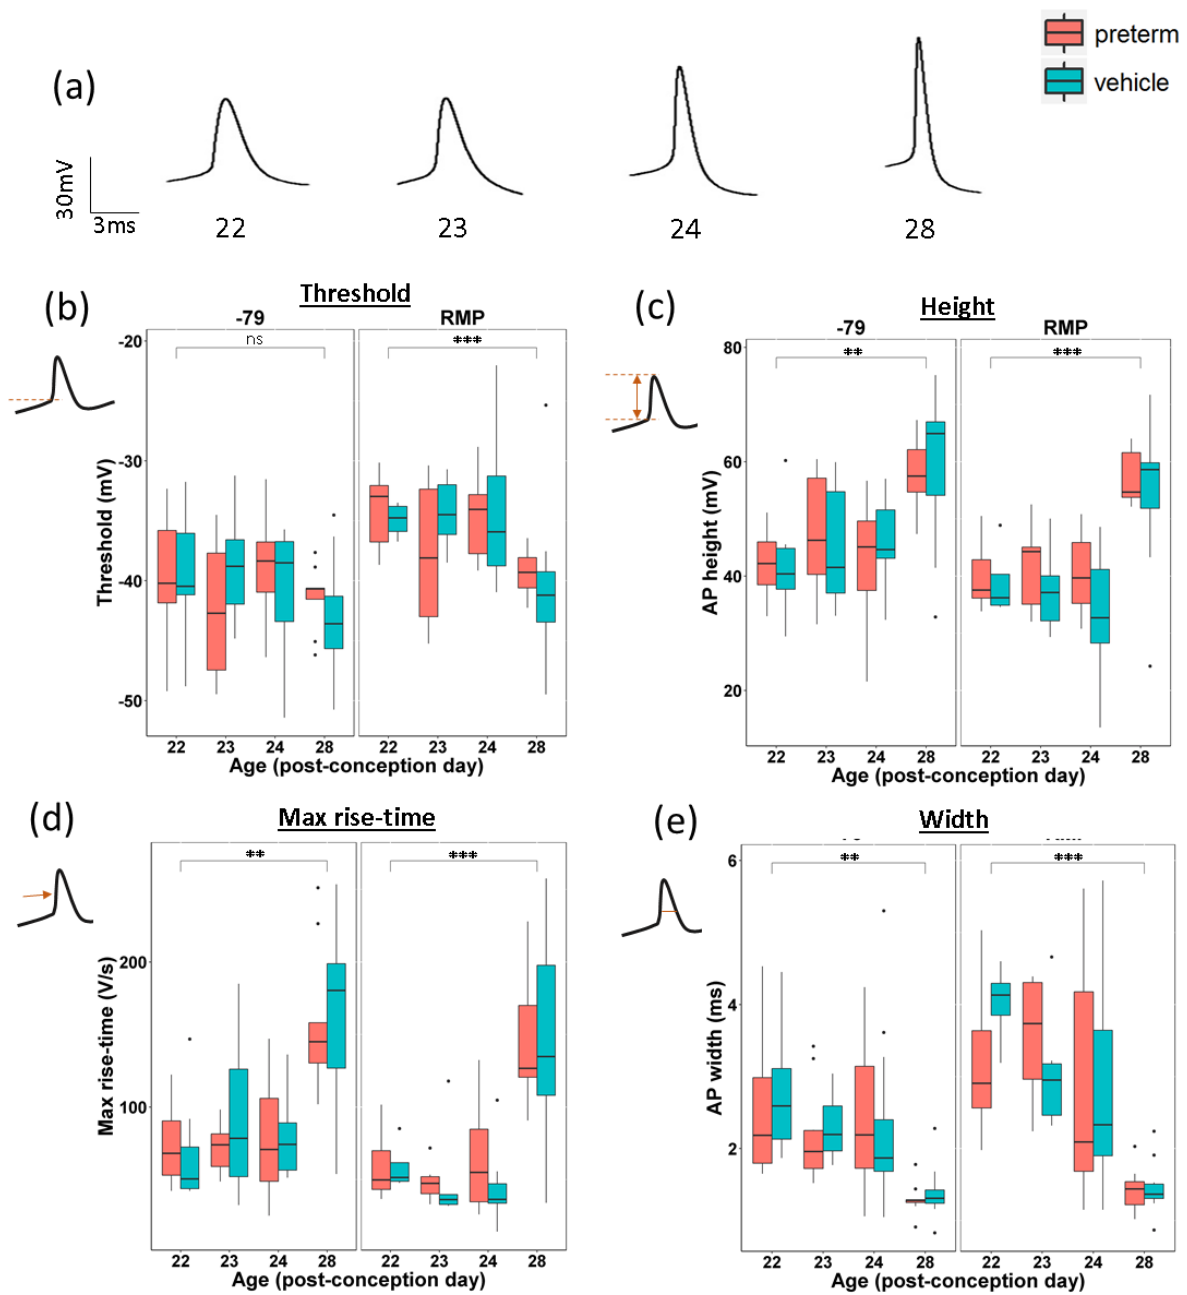 preterm
vehicle
(a)
30mV
3ms
22
23
24
28
(b)
Threshold
-79
RMP
ns
***
Threshold (mV)
-20
-30
-40
-50
22
23
24
28
22
23
24
28
Age (post-conception day)
(c)
Height
-79
RMP
**
***
AP height (mV)
80
60
40
20
22
23
24
28
22
23
24
28
Age (post-conception day)
(d)
Max rise-time
**
***
Max rise-time (V/s)
200
100
22
23
24
28
22
23
24
28
Age (post-conception day)
(e)
Width
**
***
AP width (ms)
6
4
2
22
23
24
28
22
23
24
28
Age (post-conception day)